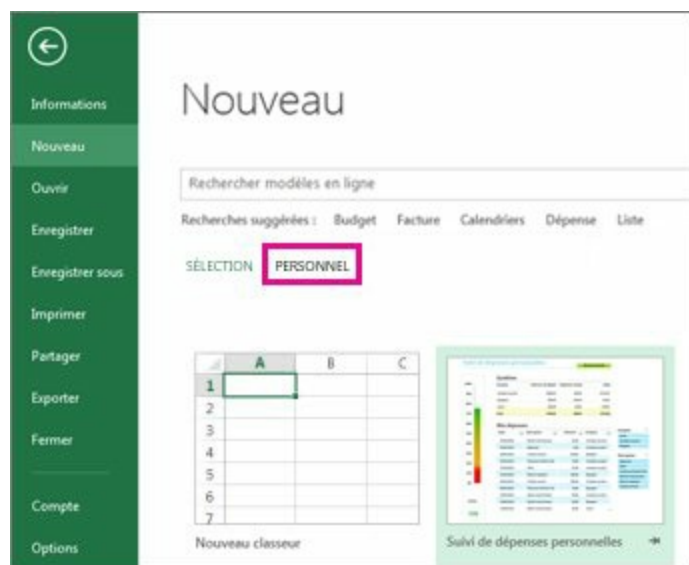 Informations
Nouveau
Ouvrir
Enregistrer
Enregistrer sous
Imprimer
Partager
Exporter
Fermer
Compte
Options
Nouveau
Rechercher modèles en ligne
Recherches suggérées : Budget Facture Calendriers Dépense Liste
SÉLECTION PERSONNEL
A B C
1
2
3
4
5
6
7
Nouveau classeur
Suivi de dépenses personnelles